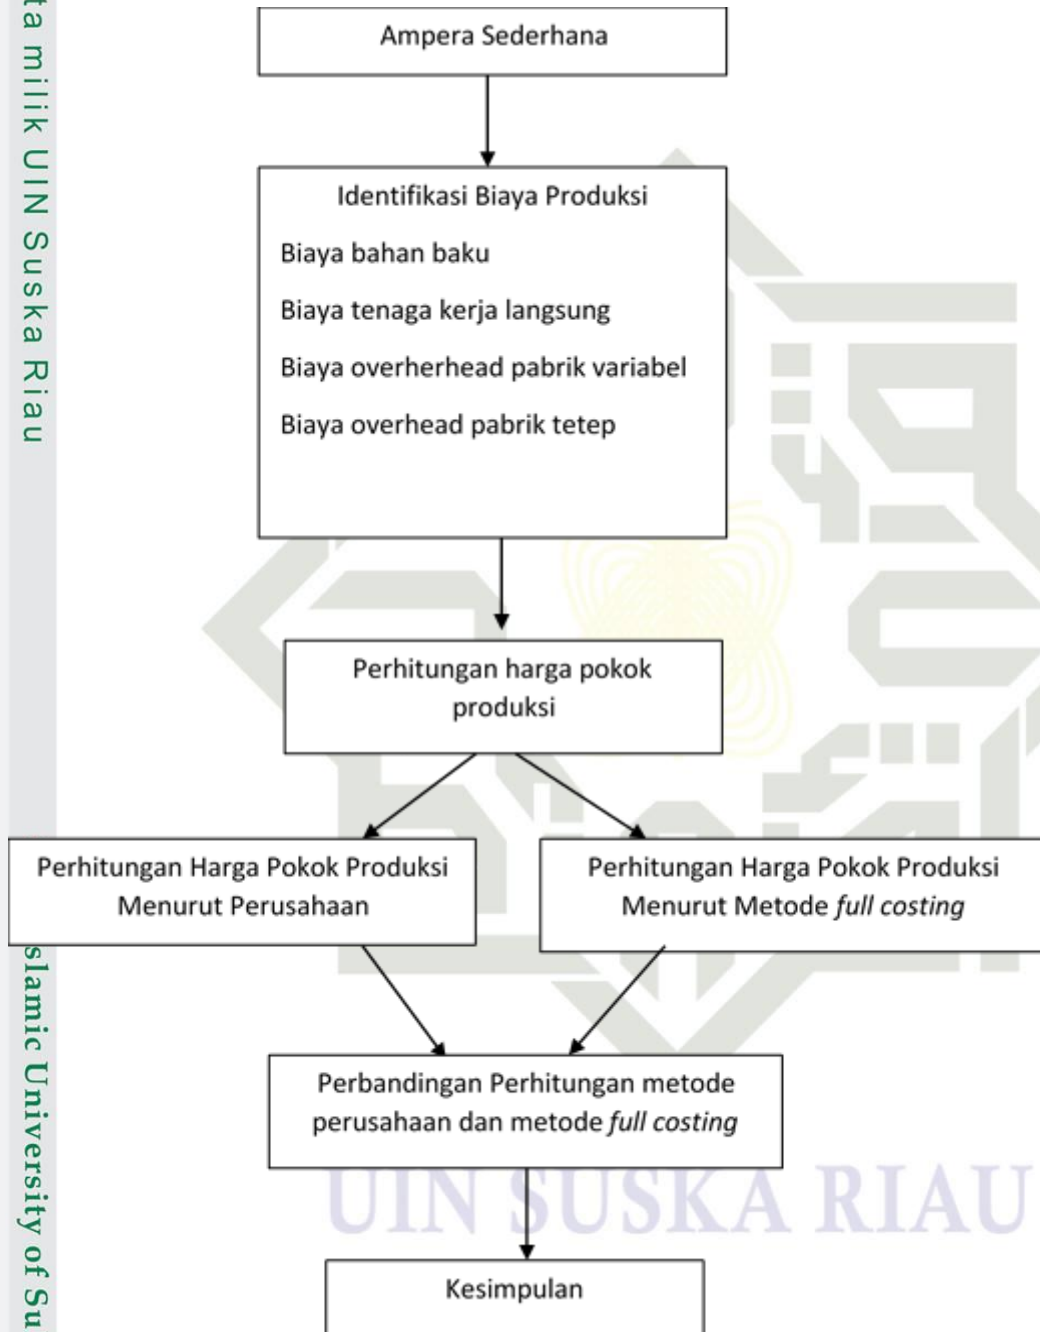 ta milik UIN Suska Riau
Ampera Sederhana
Identifikasi Biaya Produksi
Biaya bahan baku
Biaya tenaga kerja langsung
Biaya overherhead pabrik variabel
Biaya overhead pabrik tetep
Perhitungan harga pokok
produksi
Perhitungan Harga Pokok Produksi
Menurut Perusahaan
Perhitungan Harga Pokok Produksi
Menurut Metode full costing
slamic University of Su
Perbandingan Perhitungan metode
perusahaan dan metode full costing
UIN SUSKA RIAU
Kesimpulan